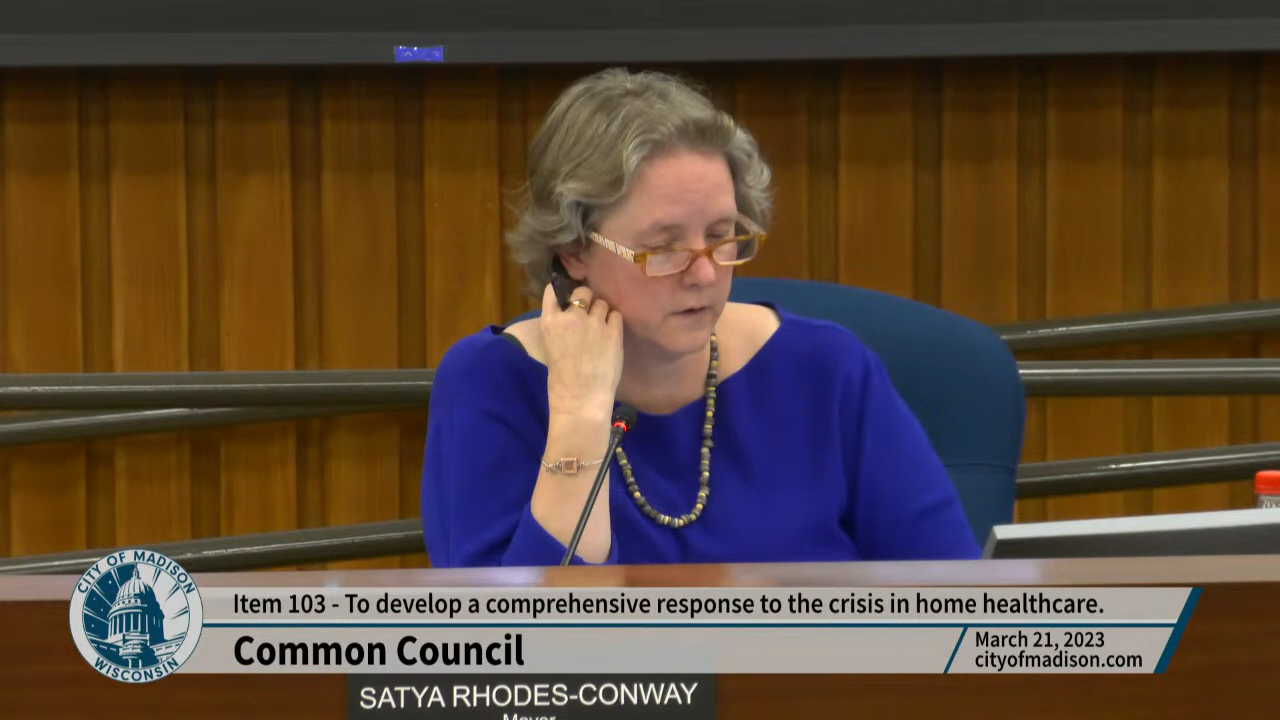 Item 103 - To develop a comprehensive response to the crisis in home healthcare.
Common Council
March 21, 2023
cityofmadison.com
CITY OF MADISON
WISCONSIN
SATYA RHODES-CONWAY
Mayor